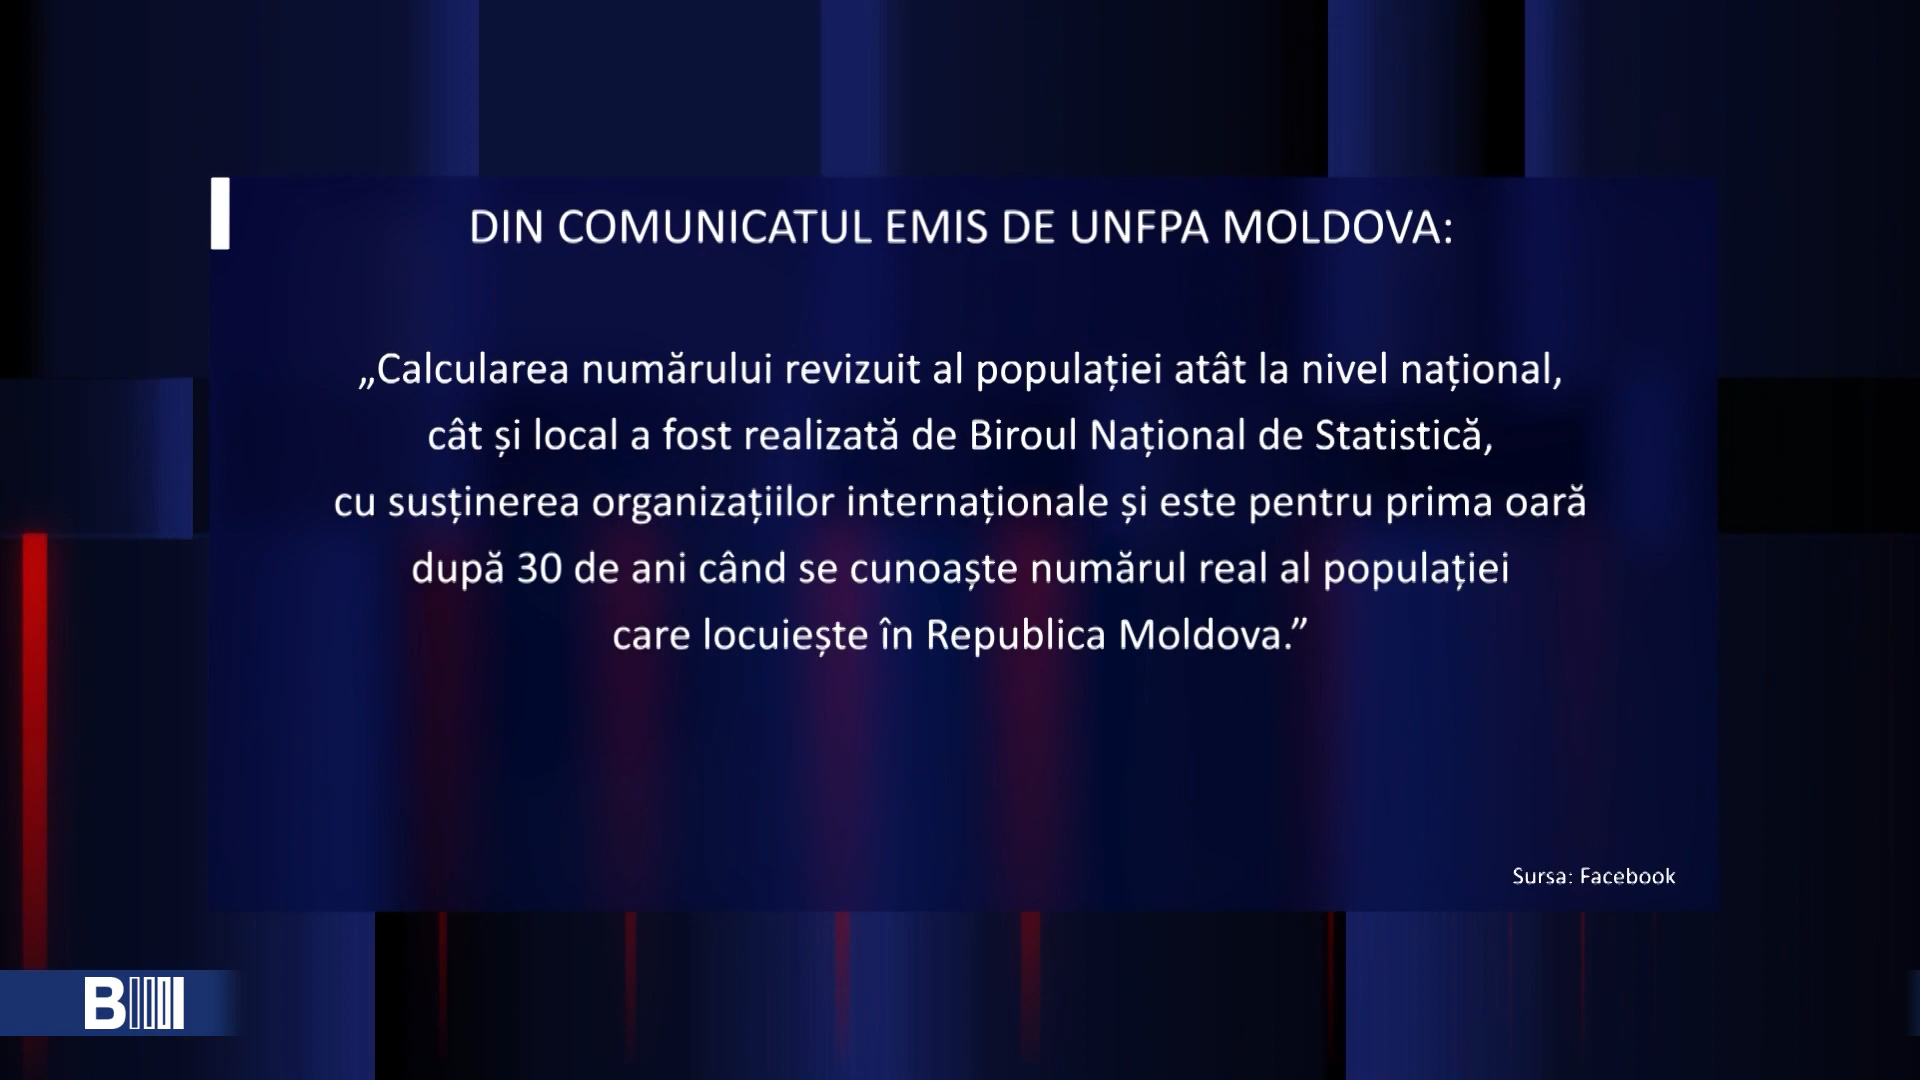 DIN COMUNICATUL EMIS DE UNFPA MOLDOVA:
„Calcularea numărului revizuit al populației atât la nivel național,
cât și local a fost realizată de Biroul Național de Statistică,
cu susținerea organizațiilor internaționale și este pentru prima oară
după 30 de ani când se cunoaște numărul real al populației
care locuiește în Republica Moldova.”
Sursa: Facebook
B